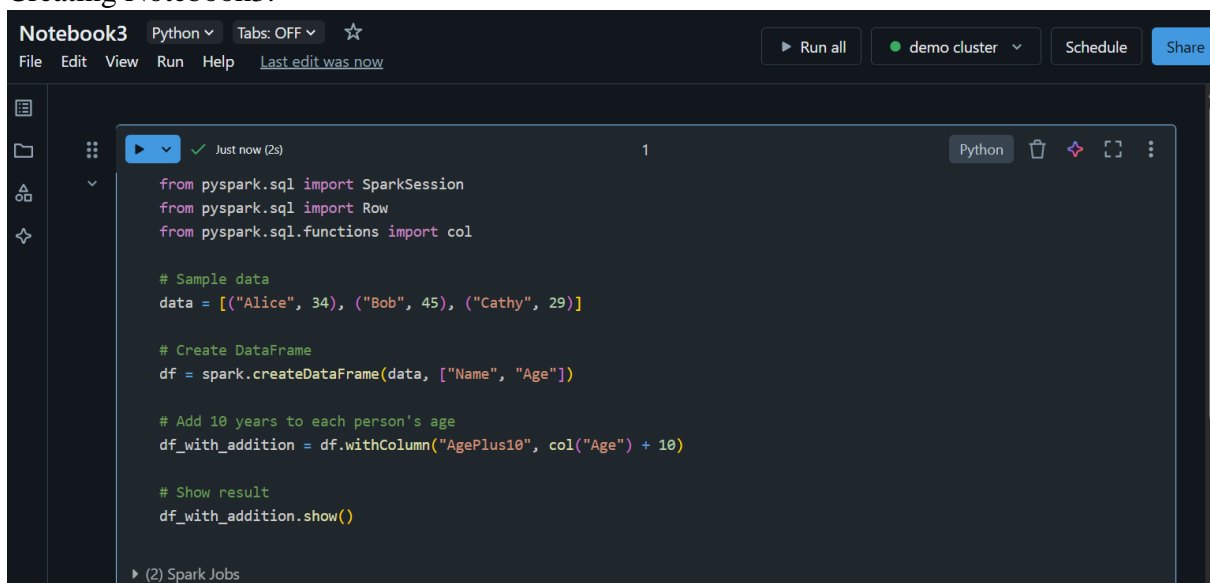 Creating Notebook3:
Notebook3 Python Tabs: OFF
File Edit View Run Help Last edit was now
Run all demo cluster Schedule Share
Just now (2s) 1 Python
from pyspark.sql import SparkSession
from pyspark.sql import Row
from pyspark.sql.functions import col
# Sample data
data = [("Alice", 34), ("Bob", 45), ("Cathy", 29)]
# Create DataFrame
df = spark.createDataFrame(data, ["Name", "Age"])
# Add 10 years to each person's age
df_with_addition = df.withColumn("AgePlus10", col("Age") + 10)
# Show result
df_with_addition.show()
(2) Spark Jobs